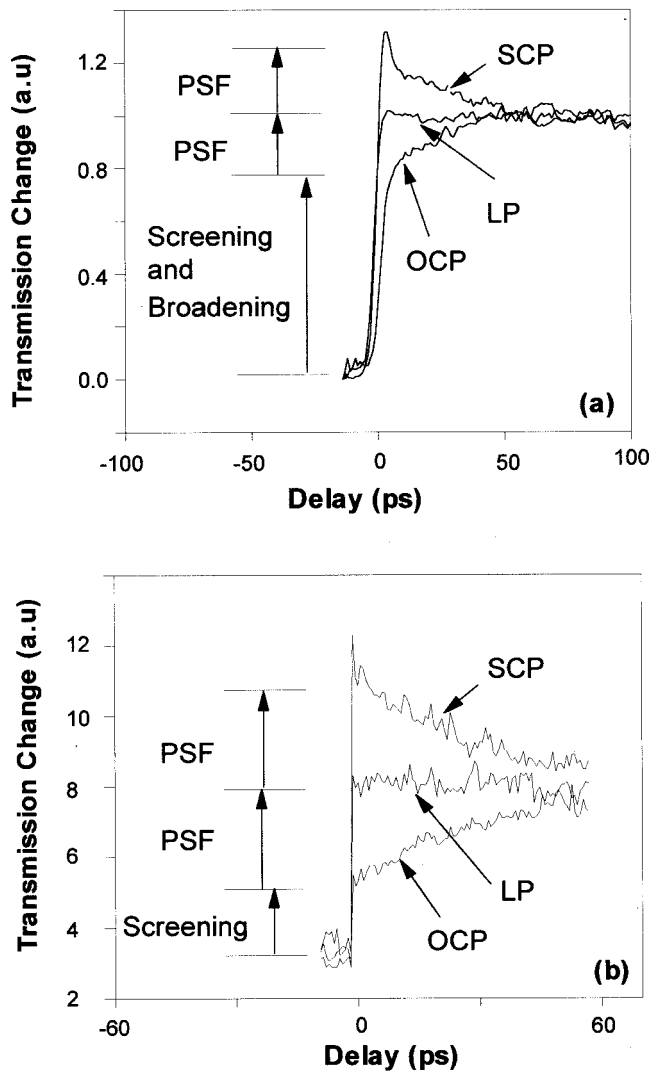 Transmission Change (a.u)
1.2
0.8
0.4
0.0
PSF
PSF
Screening
and
Broadening
SCP
LP
OCP
(a)
-100
-50
0
50
100
Delay (ps)
Transmission Change (a.u)
12
10
8
6
4
2
PSF
PSF
Screening
SCP
LP
OCP
(b)
-60
0
60
Delay (ps)